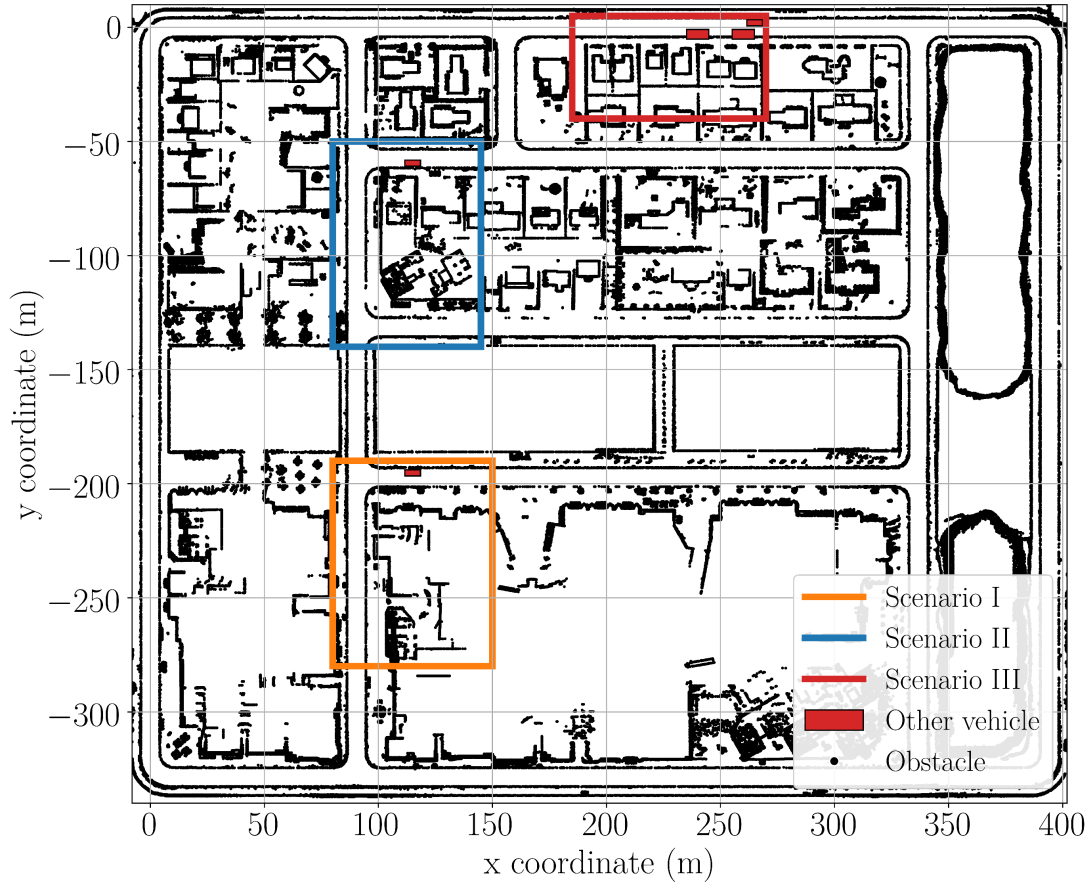 0
−50
−100
−150
−200
−250
−300
y coordinate (m)
Scenario I
Scenario II
Scenario III
Other vehicle
Obstacle
0 50 100 150 200 250 300 350 400
x coordinate (m)